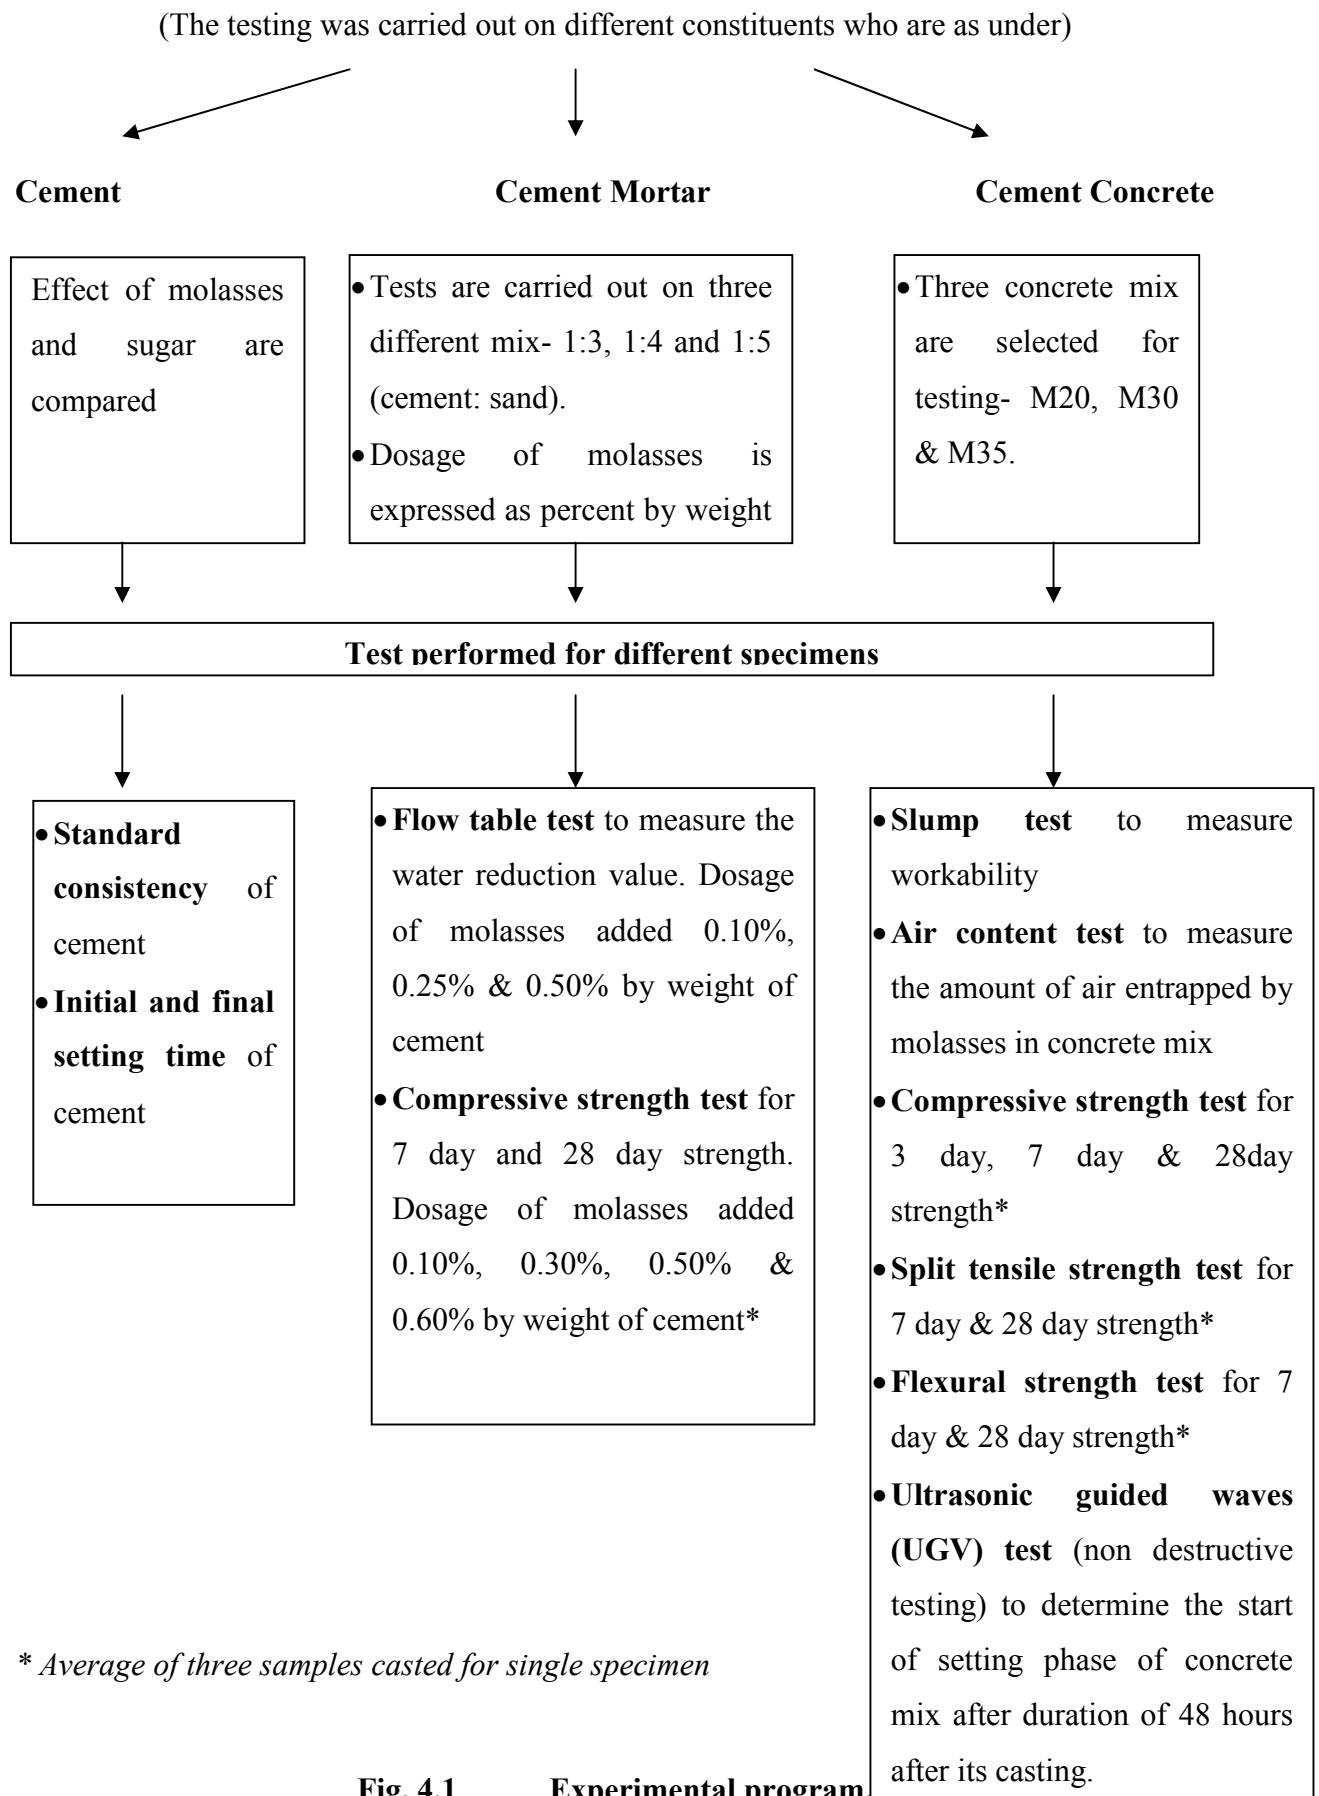 (The testing was carried out on different constituents who are as under)
Cement
Cement Mortar
Cement Concrete
Effect of molasses
and sugar are
compared
•Tests are carried out on three
different mix- 1:3, 1:4 and 1:5
(cement: sand).
•Dosage of molasses is
expressed as percent by weight
•Three concrete mix
are selected for
testing- M20, M30
& M35.
Test performed for different specimens
•Standard
consistency of
cement
•Initial and final
setting time of
cement
•Flow table test to measure the
water reduction value. Dosage
of molasses added 0.10%,
0.25% & 0.50% by weight of
cement
•Compressive strength test for
7 day and 28 day strength.
Dosage of molasses added
0.10%, 0.30%, 0.50% &
0.60% by weight of cement*
•Slump test to measure
workability
•Air content test to measure
the amount of air entrapped by
molasses in concrete mix
•Compressive strength test for
3 day, 7 day & 28day
strength*
•Split tensile strength test for
7 day & 28 day strength*
•Flexural strength test for 7
day & 28 day strength*
•Ultrasonic guided waves
(UGV) test (non destructive
testing) to determine the start
of setting phase of concrete
mix after duration of 48 hours
after its casting.
* Average of three samples casted for single specimen
Fig. 4.1 Experimental program